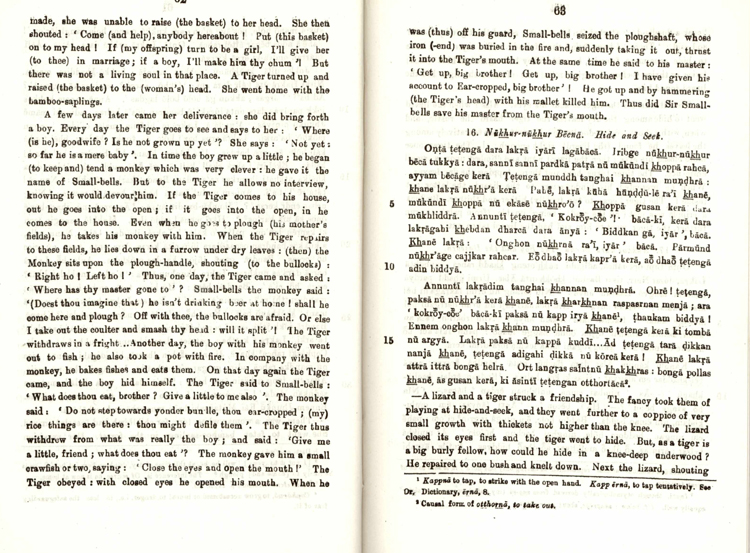 made, she was unable to raise (the basket) to her head. She then
shouted : ‘ Come (and help), anybody hereabout ! Put (this basket)
on to my head ! If (my offspring) turn to be a girl, I'll give her
(to thee) in marriage; if a boy, I'll make him thy chum ’! But
there was not a living soul in that place. A Tiger turned up and
raised (the basket) to the (woman's) head. She went home with the
bamboo-saplings.
A few days later came her deliverance : she did bring forth
a boy. Every day the Tiger goes to see and says to her : ‘ Where
(is he), goodwife ? Is he not grown up yet ’? She says : ‘ Not yet :
so far he is a mere baby ’. In time the boy grew up a little ; he began
(to keep and) tend a monkey which was very clever : he gave it the
name of Small-bells. But to the Tiger he allows no interview,
knowing it would devour him. If the Tiger comes to his house,
out he goes into the open ; if it goes into the open, in he
comes to the house. Even when he goes to plough (his mother's
fields), he takes his monkey with him. When the Tiger repairs
to these fields, he lies down in a furrow under dry leaves : (then) the
Monkey sits upon the plough-handle, shouting (to the bullocks) :
‘ Right ho ! Left ho ! ’ Thus, one day, the Tiger came and asked :
‘ Where has thy master gone to ’ ? Small-bells the monkey said :
‘(Doest thou imagine that) he isn't drinking beer at home ! shall he
come here and plough ? Off with thee, the bullocks are afraid. Or else
I take out the coulter and smash thy head : will it split ’! The Tiger
withdraws in a fright ...Another day, the boy with his monkey went
out to fish ; he also took a pot with fire. In company with the
monkey, he bakes fishes and eats them. On that day again the Tiger
came, and the boy hid himself. The Tiger said to Small-bells :
‘ What does thou eat, brother ? Give a little to me also ’. The monkey
said : ‘ Do not step towards yonder bundle, thou ear-cropped ; (my)
rice things are there : thou might defile them ’. The Tiger thus
withdrew from what was really the boy ; and said : ‘Give me
a little, friend ; what does thou eat ’? The monkey gave him a small
crawfish or two, saying : ‘ Close the eyes and open the mouth !’ The
Tiger obeyed : with closed eyes he opened his mouth. When he
63
was (thus) off his guard, Small-bells seized the ploughshaft, whose
iron (-end) was buried in the fire and, suddenly taking it out, thrust
it into the Tiger's mouth. At the same time he said to his master :
‘ Get up, big brother ! Get up, big brother ! I have given his
account to Ear-cropped, big brother ’ ! He got up and by hammering
(the Tiger's head) with his mallet killed him. Thus did Sir Small-
bells save his master from the Tiger's mouth.
16. Nūkhur-nūkhur Bēcnā. Hide and Seek.
Onṭā ṭeṭengā dara lakṛā iyārī lagābācā. Iribge nūkhur-nūkhur
bēcā tukkyā : dara, sannī sannī pardkā patṛā nū mūkūndī khoppā rahcā,
ayyam bēcāge kerā Ṭeṭengā munddh tanghai khannan muṇḍhrā :
khane lakṛā nūkhr'ā kerā lakṛā kūbā hūṇḍḍū-lē ra'ī khanē,
5 mūkūndī khoppā nū ekāsē nūkhro'ō ? Khoppā gusan kerā dara
mūkhliddrā. Annuntī ṭeṭengā, ‘ Kokṛōy-cōe ’!· bācā-kī, kerā dara
lakṛāgahi khebdan dharcā dara ānyā : ‘ Biddkan gā, iyār ’, bācā.
Khanē lakṛā : ‘ Onghon nūkhrnā ra'ī, iyār ’ bācā. Pārmūnd
nūkhr'āge cajjkar rahcar. Eōdhaō lakṛā kapr'ā kerā, aō dhaō ṭeṭengā
10 adin biddyā.
Annuntī lakṛādim tanghai khannan muṇḍhrā. Ohrē ! ṭeṭengā,
paksā nū nūkhr'ā kerā khanē, lakṛā kharkhnan raspasrnan menjā ; ara
‘ kokṛōy-cōe’ bācā-kī paksā nū kapp iryā khanē¹, thaukam biddyā !
Ennem onghon lakṛā khann muṇḍhrā. Khanē ṭeṭengā kerā ki tombā
15 nū argyā. Lakṛā paksā nū kappā kuddī...Ād ṭeṭengā tarā ḍikkan
nanjā khanē, ṭeṭengā adigahi ḍikkā nū kōrcā kerā ! Khanē lakṛā
attrā ittrā bongā helrā. Ort langṛas saīntnū khakkhras : bongā pollas
khanē, ās gusan kerā, ki āsintī ṭeṭengan otthortācā².
—A lizard and a tiger struck a friendship. The fancy took them of
playing at hide-and-seek, and they went further to a coppice of very
small growth with thickets not higher than the knee. The lizard
closed its eyes first and the tiger went to hide. But, as a tiger is
a big burly fellow, how could he hide in a knee-deep underwood ?
He repaired to one bush and knelt down. Next the lizard, shouting
¹ Kappnā to tap, to strike with the open hand. Kapp ērnā, to tap tentatively. See
Or. Dictionary, ērnā, 8.
² Causal form of otthornā, to take out.